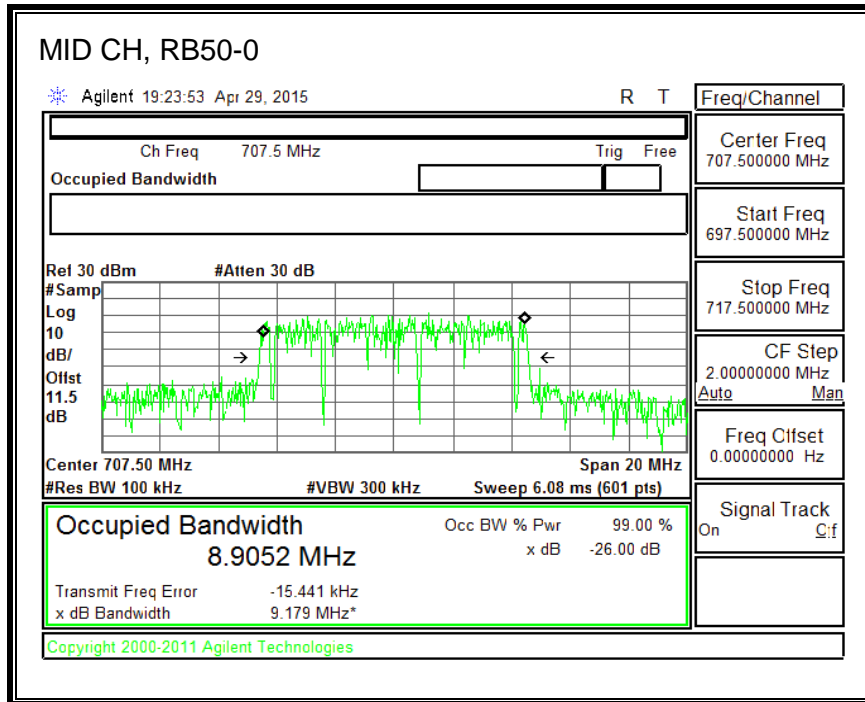 MID CH, RB50-0
Agilent 19:23:53 Apr 29, 2015 R T
Freq/Channel
Ch Freq 707.5 MHz Trig Free
Occupied Bandwidth
Center Freq
707.500000 MHz
Start Freq
697.500000 MHz
Stop Freq
717.500000 MHz
CF Step
2.00000000 MHz
Auto Man
Freq Offset
0.00000000 Hz
Signal Track
On Off
Ref 30 dBm #Atten 30 dB
#Samp
Log
10
dB/
Offst
11.5
dB
Center 707.50 MHz Span 20 MHz
#Res BW 100 kHz #VBW 300 kHz Sweep 6.08 ms (601 pts)
Occupied Bandwidth
8.9052 MHz
Occ BW % Pwr 99.00 %
x dB -26.00 dB
Transmit Freq Error -15.441 kHz
x dB Bandwidth 9.179 MHz*
Copyright 2000-2011 Agilent Technologies